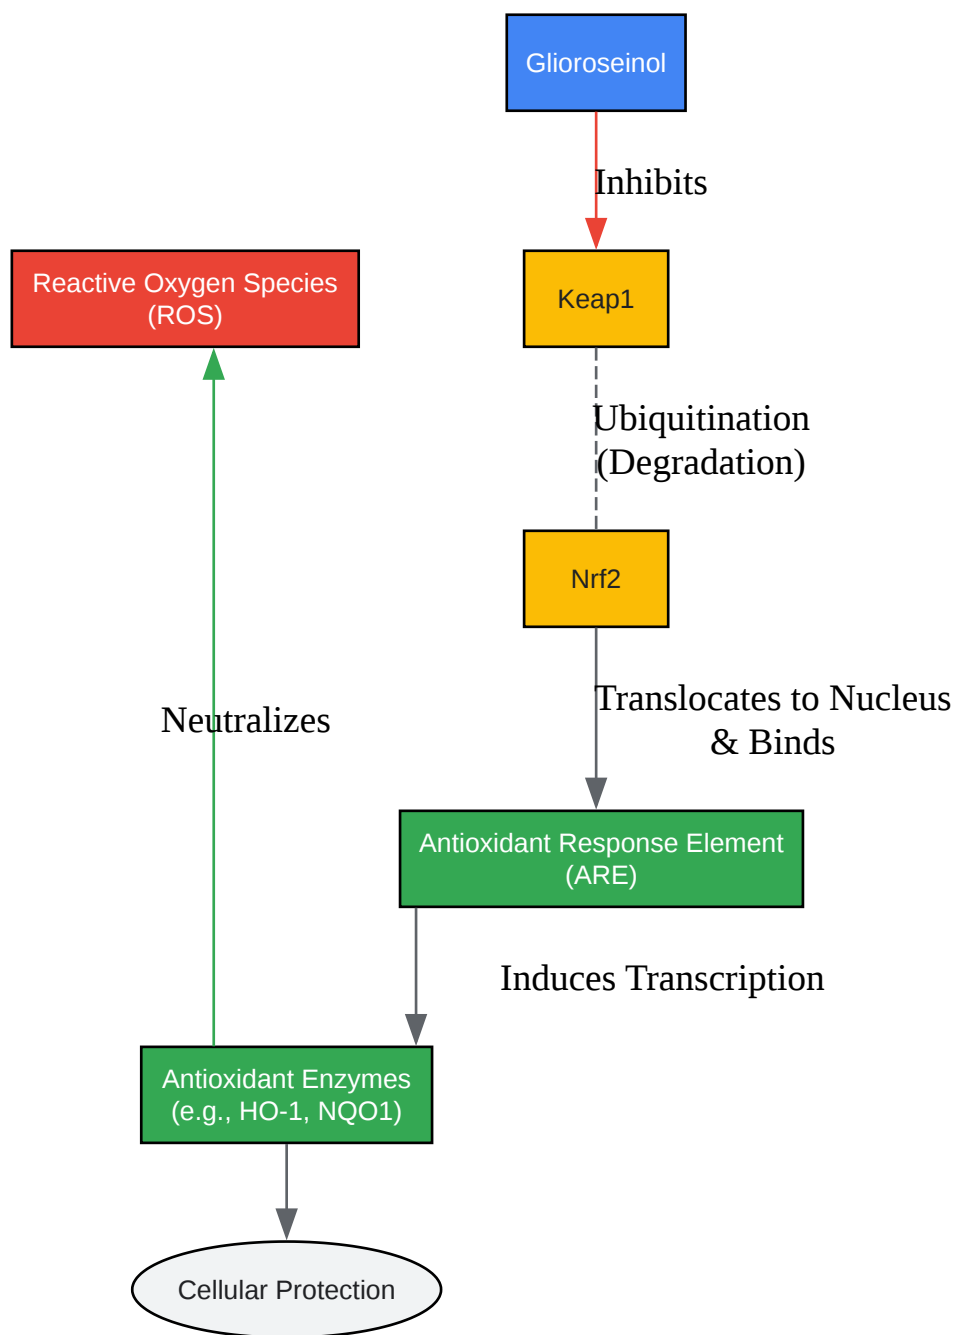 Glioroseinol
Inhibits
Reactive Oxygen Species
(ROS)
Keap1
Ubiquitination
(Degradation)
Nrf2
Translocates to Nucleus
& Binds
Neutralizes
Antioxidant Response Element
(ARE)
Induces Transcription
Antioxidant Enzymes
(e.g., HO-1, NQO1)
Cellular Protection